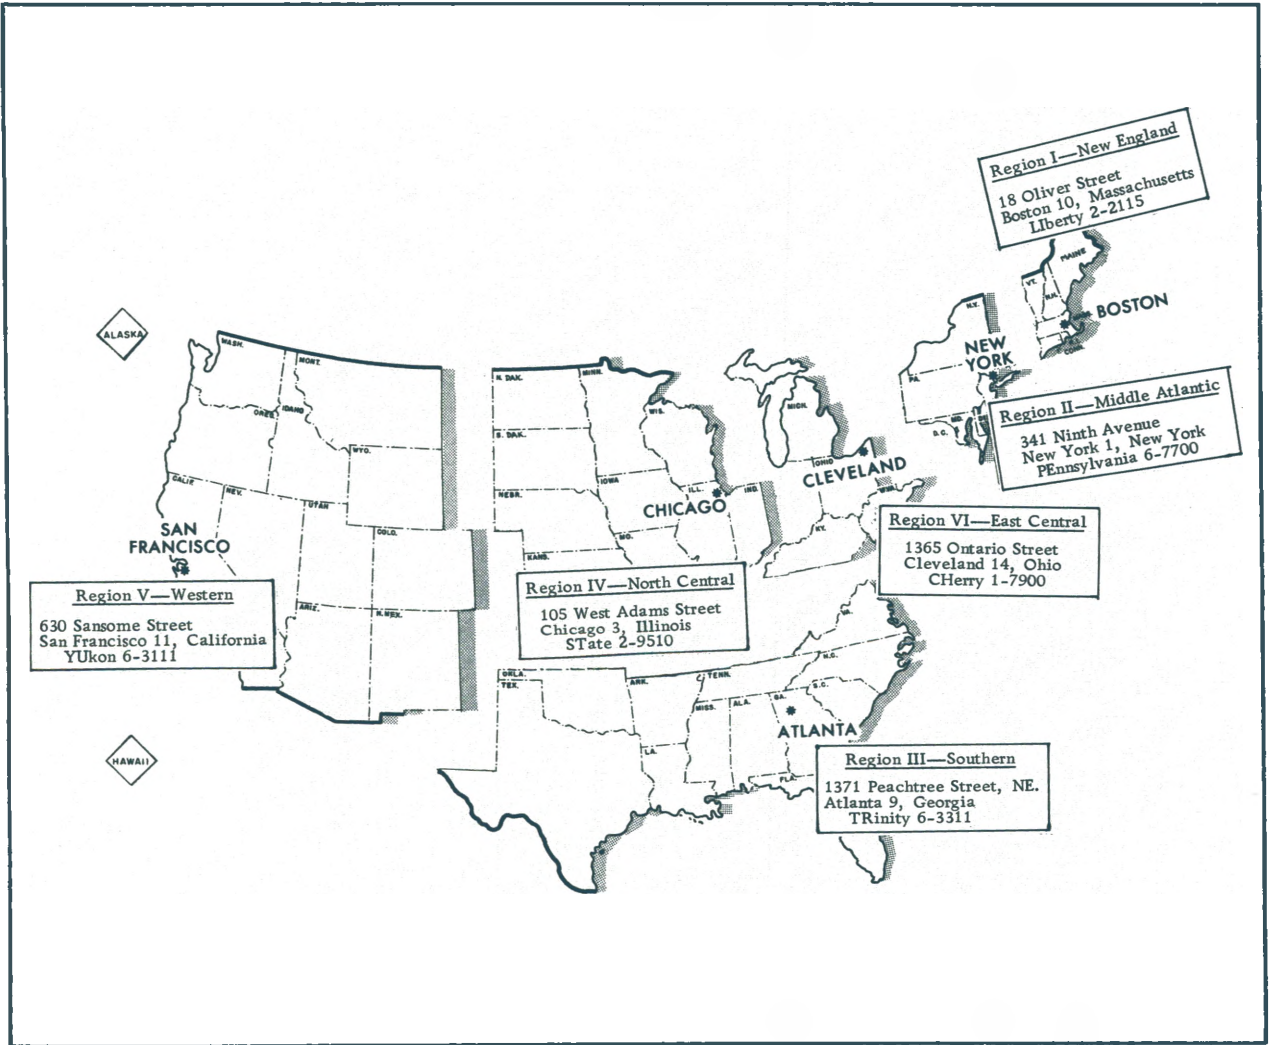 Region I—New England
18 Oliver Street
Boston 10, Massachusetts
LIberty 2-2115
MAINE
VT.
N.H.
BOSTON
CONN.
N.Y.
NEW
YORK
PA.
MD.
D.C.
Region II—Middle Atlantic
341 Ninth Avenue
New York 1, New York
PEnnsylvania 6-7700
ALASKA
WASH.
MONT.
OREG.
IDAHO
WYO.
CALIF.
NEV.
UTAH
COLO.
ARIZ.
N. MEX.
SAN
FRANCISCO
Region V—Western
630 Sansome Street
San Francisco 11, California
YUkon 6-3111
HAWAII
N. DAK.
MINN.
S. DAK.
WIS.
NEBR.
IOWA
ILL.
IND.
MO.
KANS.
CHICAGO
Region IV—North Central
105 West Adams Street
Chicago 3, Illinois
STate 2-9510
MICH.
OHIO
CLEVELAND
W.VA.
KY.
Region VI—East Central
1365 Ontario Street
Cleveland 14, Ohio
CHerry 1-7900
VA.
N.C.
S.C.
OKLA.
TEX.
ARK.
TENN.
MISS.
ALA.
GA.
LA.
FLA.
ATLANTA
Region III—Southern
1371 Peachtree Street, NE.
Atlanta 9, Georgia
TRinity 6-3311